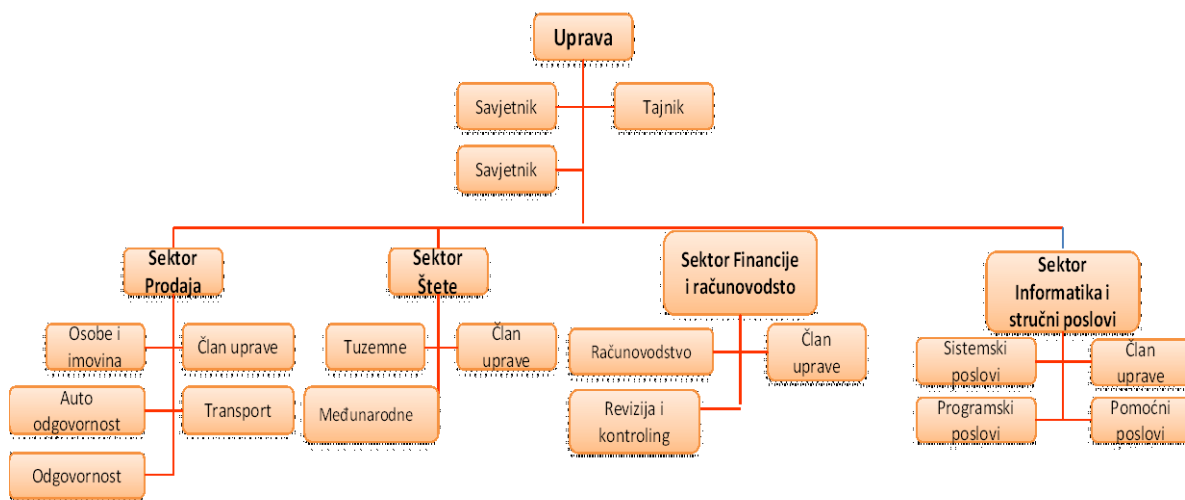 Uprava
Savjetnik
Tajnik
Savjetnik
Sektor
Prodaja
Osobe i
imovina
Član uprave
Auto
odgovornost
Transport
Odgovornost
Sektor
Štete
Tuzemne
Član
uprave
Međunarodne
Sektor Financije
i računovodsto
Računovodstvo
Član
uprave
Revizija i
kontroling
Sektor
Informatika i
stručni poslovi
Sistemski
poslovi
Član
uprave
Programski
poslovi
Pomoćni
poslovi